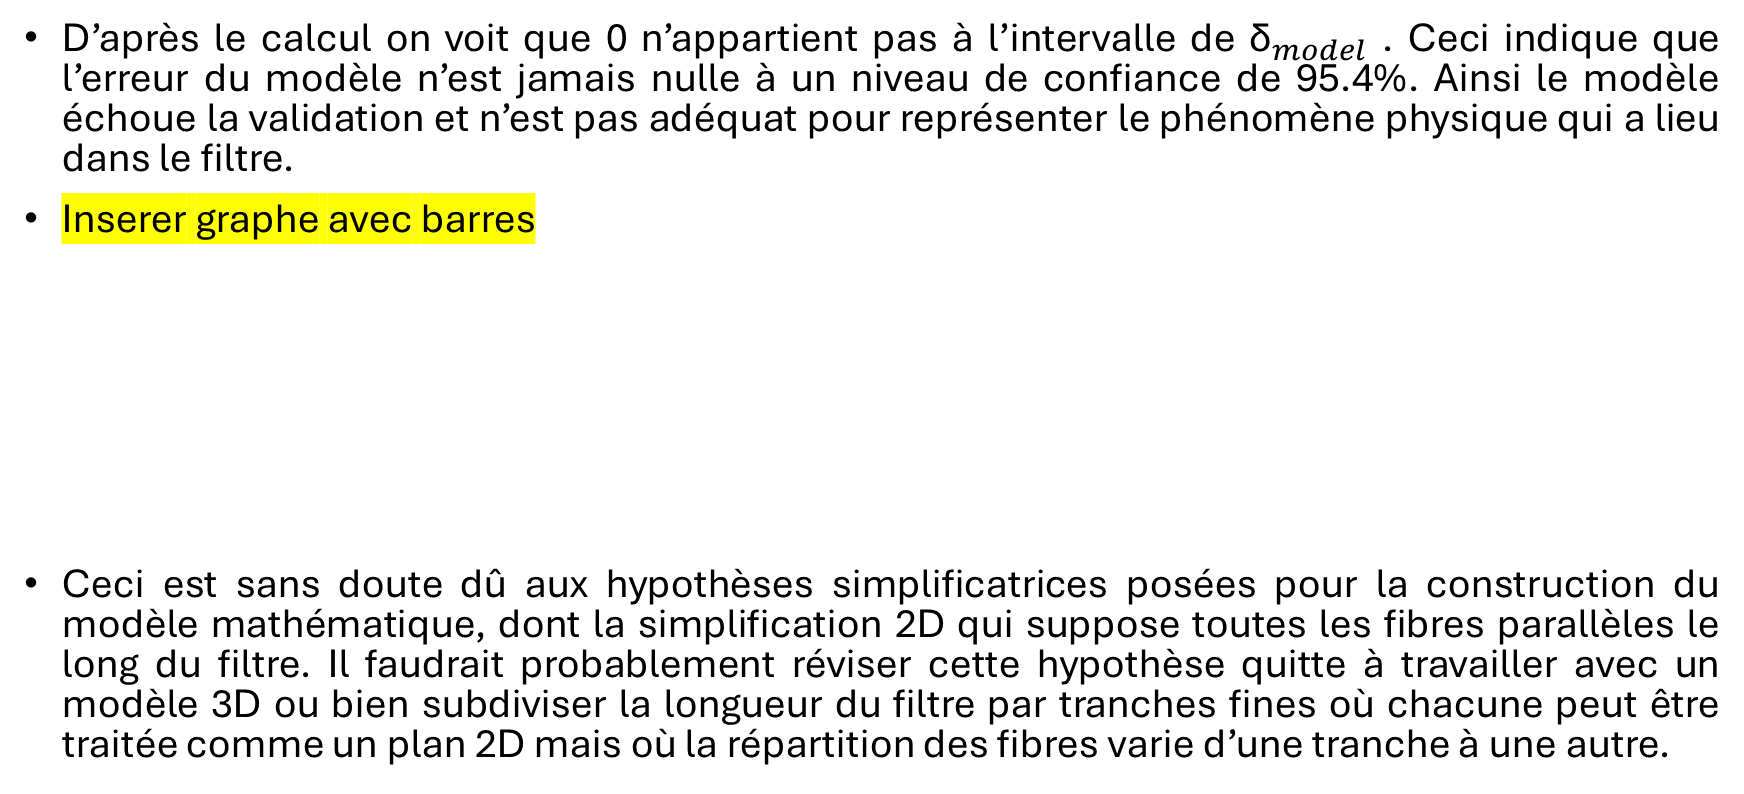 • D’après le calcul on voit que 0 n’appartient pas à l’intervalle de δ_model . Ceci indique que
l’erreur du modèle n’est jamais nulle à un niveau de confiance de 95.4%. Ainsi le modèle
échoue la validation et n’est pas adéquat pour représenter le phénomène physique qui a lieu
dans le filtre.
• Inserer graphe avec barres
• Ceci est sans doute dû aux hypothèses simplificatrices posées pour la construction du
modèle mathématique, dont la simplification 2D qui suppose toutes les fibres parallèles le
long du filtre. Il faudrait probablement réviser cette hypothèse quitte à travailler avec un
modèle 3D ou bien subdiviser la longueur du filtre par tranches fines où chacune peut être
traitée comme un plan 2D mais où la répartition des fibres varie d’une tranche à une autre.